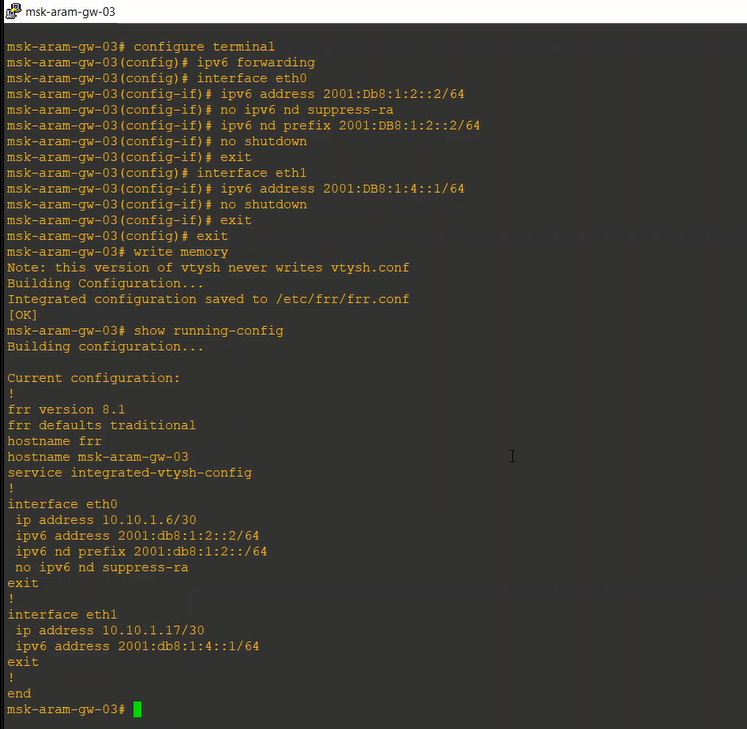 msk-aram-gw-03
msk-aram-gw-03# configure terminal
msk-aram-gw-03(config)# ipv6 forwarding
msk-aram-gw-03(config)# interface eth0
msk-aram-gw-03(config-if)# ipv6 address 2001:Db8:1:2::2/64
msk-aram-gw-03(config-if)# no ipv6 nd suppress-ra
msk-aram-gw-03(config-if)# ipv6 nd prefix 2001:DB8:1:2::2/64
msk-aram-gw-03(config-if)# no shutdown
msk-aram-gw-03(config-if)# exit
msk-aram-gw-03(config)# interface eth1
msk-aram-gw-03(config-if)# ipv6 address 2001:DB8:1:4::1/64
msk-aram-gw-03(config-if)# no shutdown
msk-aram-gw-03(config-if)# exit
msk-aram-gw-03(config)# exit
msk-aram-gw-03# write memory
Note: this version of vtysh never writes vtysh.conf
Building Configuration...
Integrated configuration saved to /etc/frr/frr.conf
[OK]
msk-aram-gw-03# show running-config
Building configuration...
Current configuration:
!
frr version 8.1
frr defaults traditional
hostname frr
hostname msk-aram-gw-03
service integrated-vtysh-config
!
interface eth0
 ip address 10.10.1.6/30
 ipv6 address 2001:db8:1:2::2/64
 ipv6 nd prefix 2001:db8:1:2::/64
 no ipv6 nd suppress-ra
exit
!
interface eth1
 ip address 10.10.1.17/30
 ipv6 address 2001:db8:1:4::1/64
exit
!
end
msk-aram-gw-03#